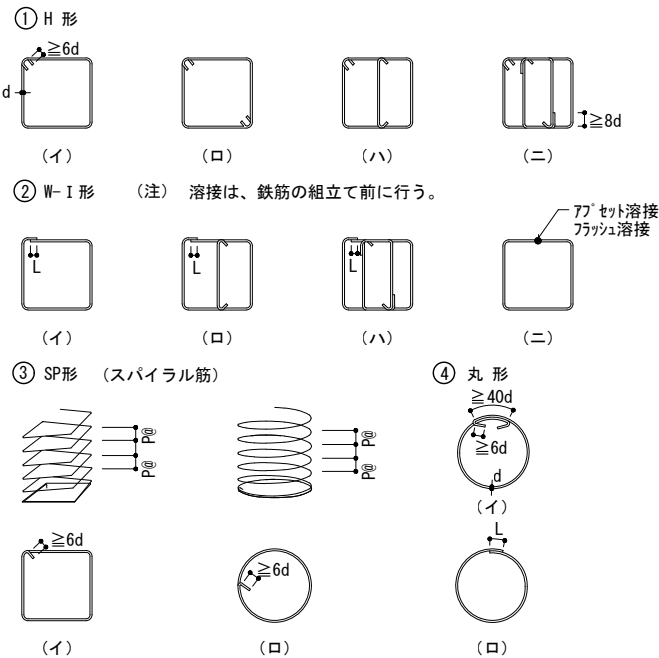 ① H 形
≧6d
d
≧8d
(イ) (ロ) (ハ) (ニ)
② W-I 形 (注) 溶接は、鉄筋の組立て前に行う。
アプセット溶接
フラッシュ溶接
L L L
(イ) (ロ) (ハ) (ニ)
③ SP形 (スパイラル筋) ④ 丸 形
≧40d
P@ P@
P@ P@
≧6d
d
(イ)
≧6d ≧6d L
(イ) (ロ) (ロ)